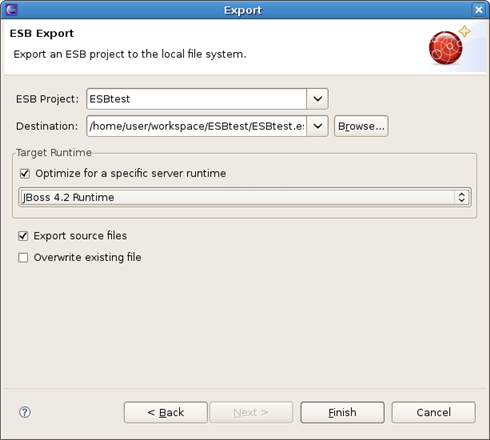 Export
ESB Export
Export an ESB project to the local file system.
ESB Project: ESBtest
Destination: /home/user/workspace/ESBtest/ESBtest.es Browse...
Target Runtime
Optimize for a specific server runtime
JBoss 4.2 Runtime
Export source files
Overwrite existing file
< Back Next > Finish Cancel